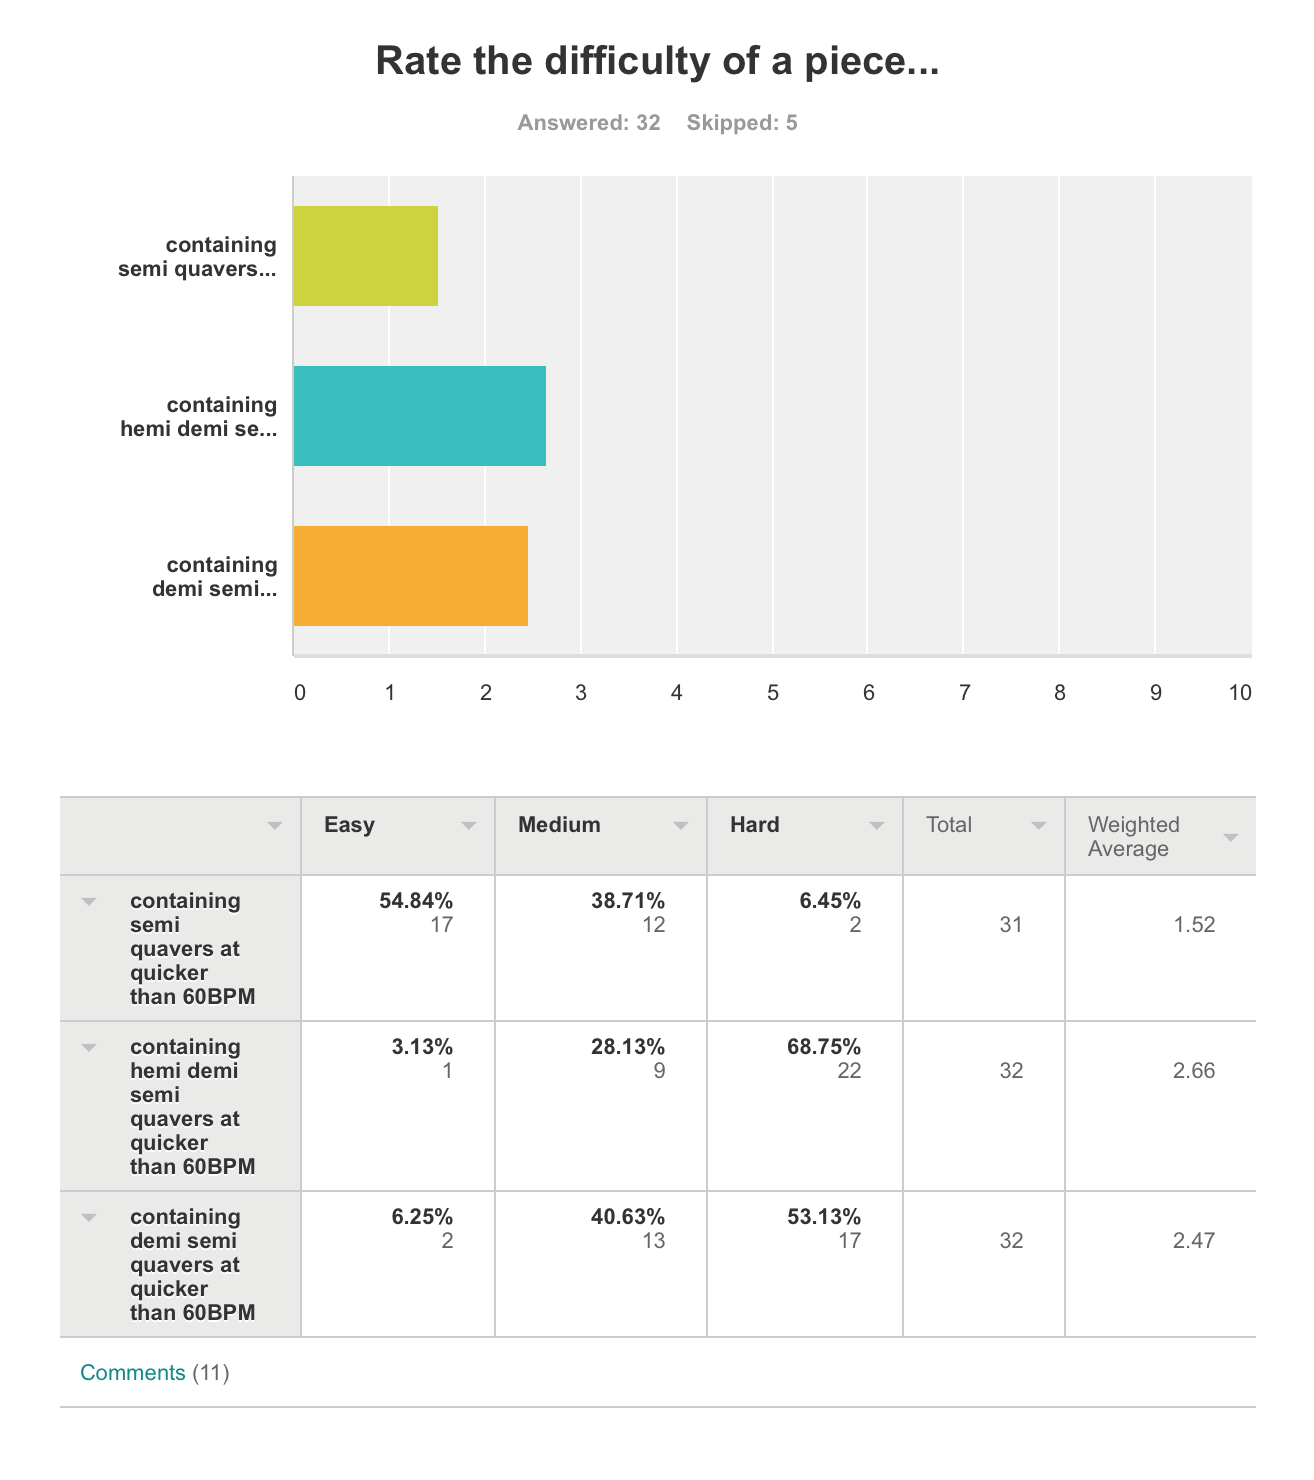 Rate the difficulty of a piece...
Answered: 32 Skipped: 5
containing
semi quavers...
containing
hemi demi se...
containing
demi semi...
0 1 2 3 4 5 6 7 8 9 10
Easy Medium Hard Total Weighted
Average
containing 54.84% 38.71% 6.45%
semi 17 12 2 31 1.52
quavers at
quicker
than 60BPM
containing 3.13% 28.13% 68.75%
hemi demi 1 9 22 32 2.66
semi
quavers at
quicker
than 60BPM
containing 6.25% 40.63% 53.13%
demi semi 2 13 17 32 2.47
quavers at
quicker
than 60BPM
Comments (11)